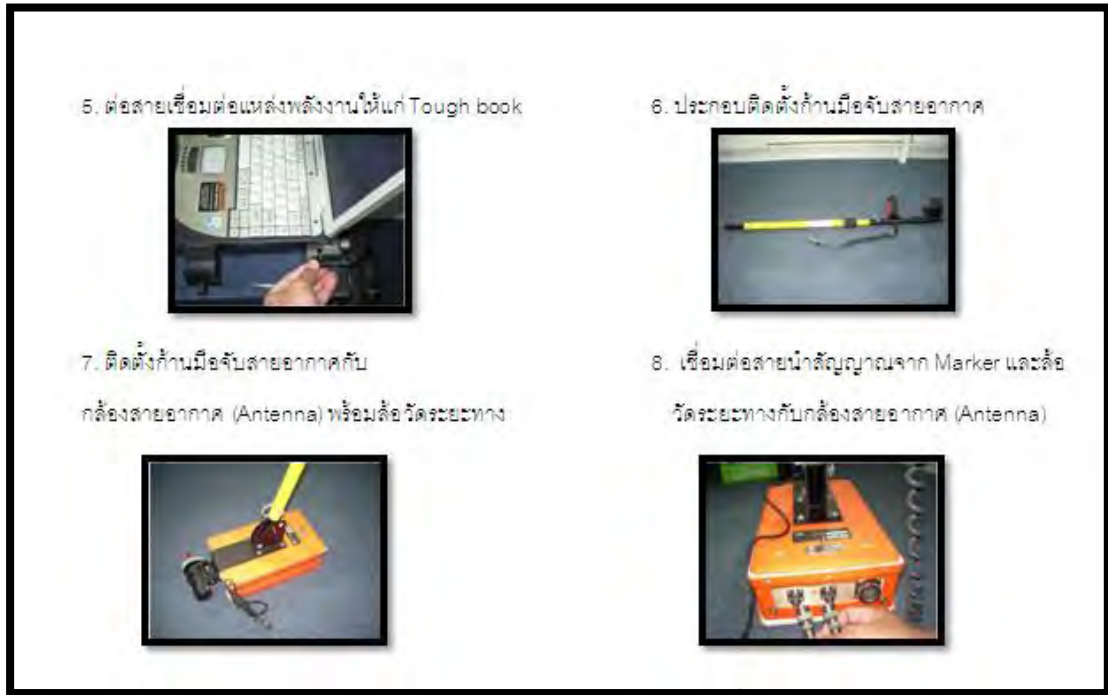 5. ต่อสายเชื่อมต่อแหล่งพลังงานให้แก่ Tough book
6. ประกอบติดตั้งก้านมือจับสายอากาศ
7. ติดตั้งก้านมือจับสายอากาศกับ
กล้องสายอากาศ (Antenna) พร้อมล้อวัดระยะทาง
8. เชื่อมต่อสายนำสัญญาณจาก Marker และล้อ
วัดระยะทางกับกล้องสายอากาศ (Antenna)